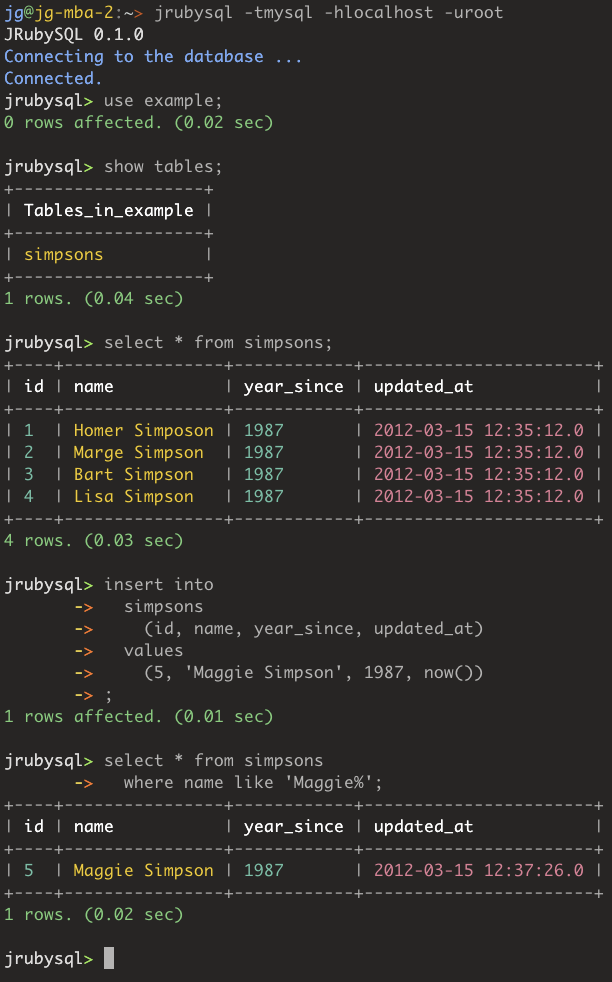 jg@jg-mba-2:~> jrubysql -tmysql -hlocalhost -uroot
JRubySQL 0.1.0
Connecting to the database ...
Connected.
jrubysql> use example;
0 rows affected. (0.02 sec)

jrubysql> show tables;
+-------------------+
| Tables_in_example |
+-------------------+
| simpsons          |
+-------------------+
1 rows. (0.04 sec)

jrubysql> select * from simpsons;
+----+----------------+------------+-----------------------+
| id | name           | year_since | updated_at            |
+----+----------------+------------+-----------------------+
| 1  | Homer Simposon | 1987       | 2012-03-15 12:35:12.0 |
| 2  | Marge Simpson  | 1987       | 2012-03-15 12:35:12.0 |
| 3  | Bart Simpson   | 1987       | 2012-03-15 12:35:12.0 |
| 4  | Lisa Simpson   | 1987       | 2012-03-15 12:35:12.0 |
+----+----------------+------------+-----------------------+
4 rows. (0.03 sec)

jrubysql> insert into
       ->   simpsons
       ->     (id, name, year_since, updated_at)
       ->   values
       ->     (5, 'Maggie Simpson', 1987, now())
       -> ;
1 rows affected. (0.01 sec)

jrubysql> select * from simpsons
       ->   where name like 'Maggie%';
+----+----------------+------------+-----------------------+
| id | name           | year_since | updated_at            |
+----+----------------+------------+-----------------------+
| 5  | Maggie Simpson | 1987       | 2012-03-15 12:37:26.0 |
+----+----------------+------------+-----------------------+
1 rows. (0.02 sec)

jrubysql>